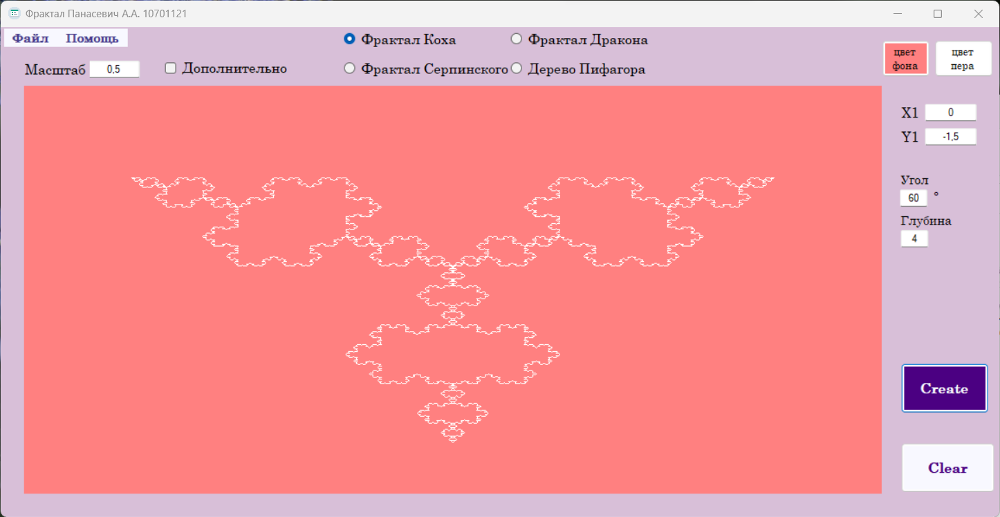 Фрактал Панасевич А.А. 10701121
Файл Помощь
Фрактал Коха Фрактал Дракона
Масштаб 0,5 Дополнительно Фрактал Серпинского Дерево Пифагора
цвет
фона
цвет
пера
X1 0
Y1 -1,5
Угол
60 °
Глубина
4
Create
Clear